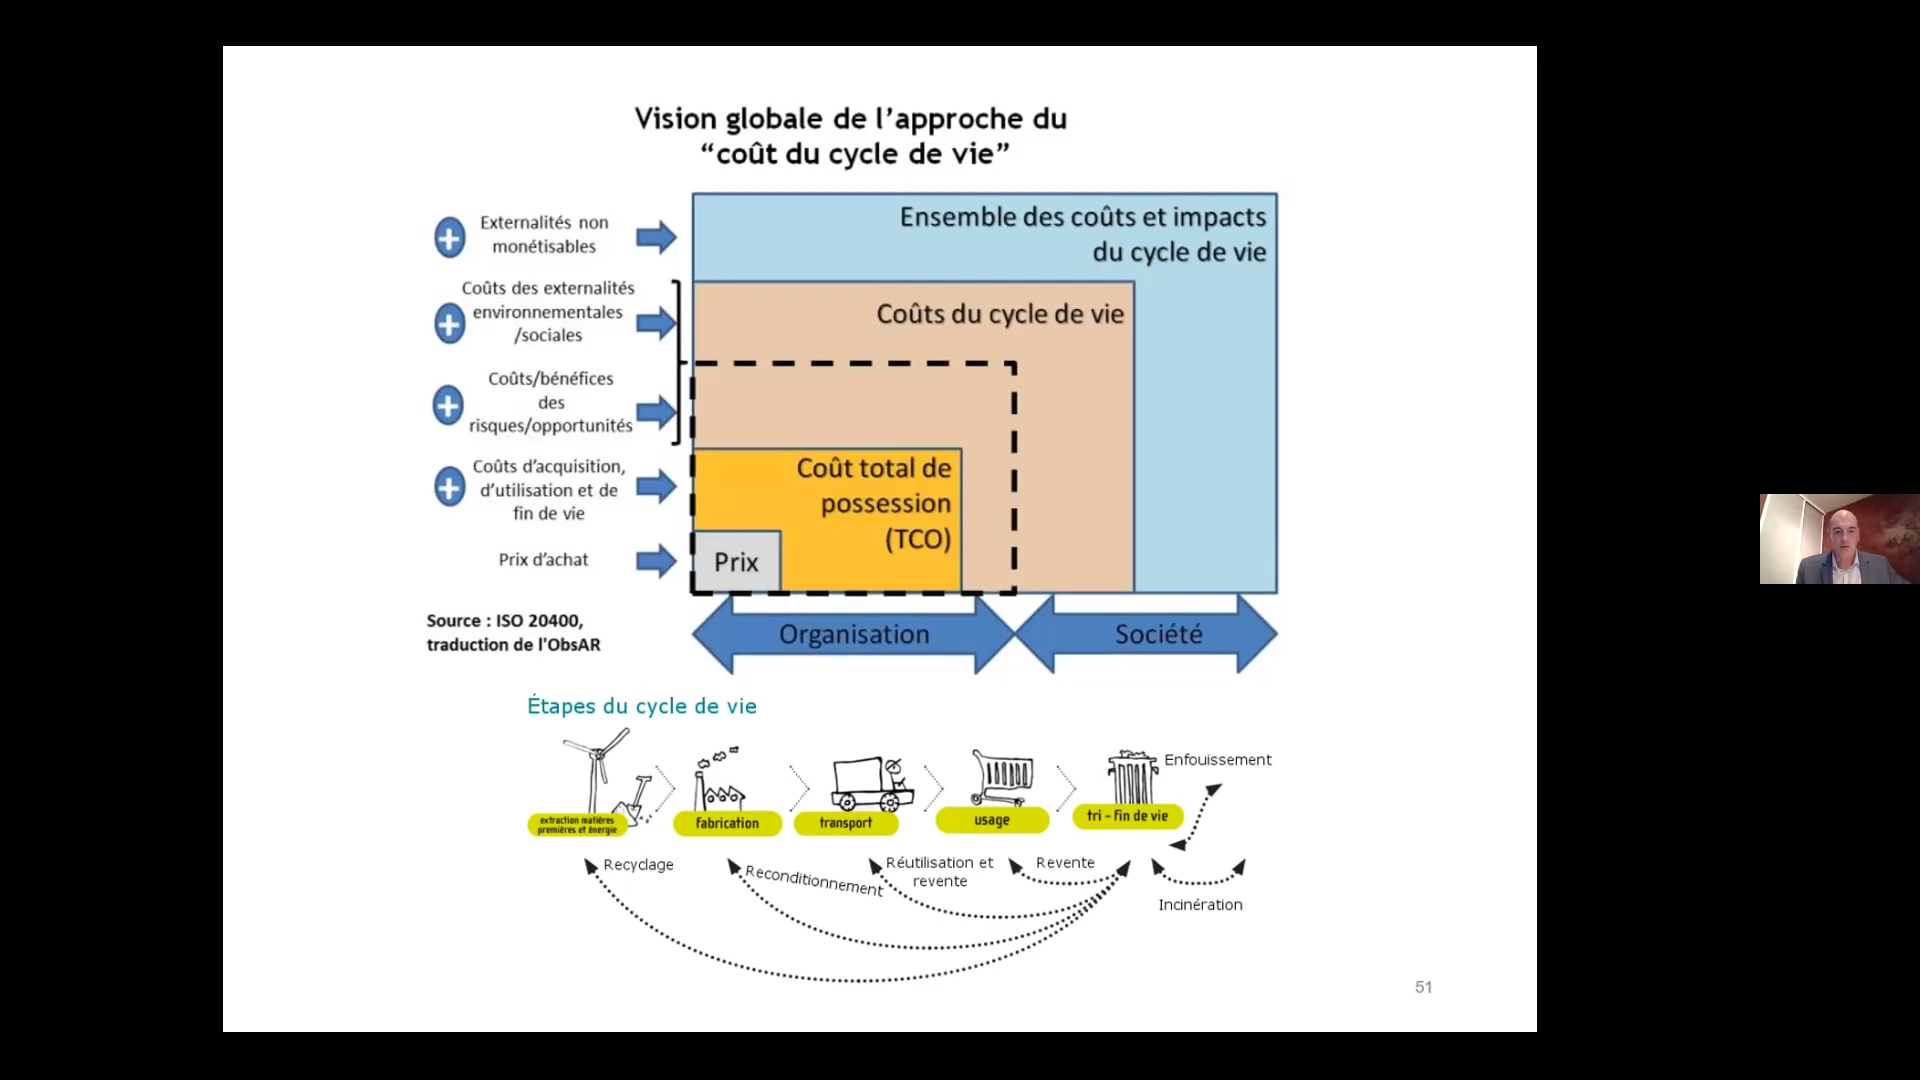 Vision globale de l’approche du
“coût du cycle de vie”
Externalités non
monétisables
Ensemble des coûts et impacts
du cycle de vie
Coûts des externalités
environnementales
/sociales
Coûts du cycle de vie
Coûts/bénéfices
des
risques/opportunités
Coûts d’acquisition,
d’utilisation et de
fin de vie
Coût total de
possession
(TCO)
Prix d’achat
Prix
Source : ISO 20400,
traduction de l'ObsAR
Organisation
Société
Étapes du cycle de vie
extraction matières
premières et énergie
fabrication
transport
usage
tri - fin de vie
Enfouissement
Recyclage
Reconditionnement
Réutilisation et
revente
Revente
Incinération
51